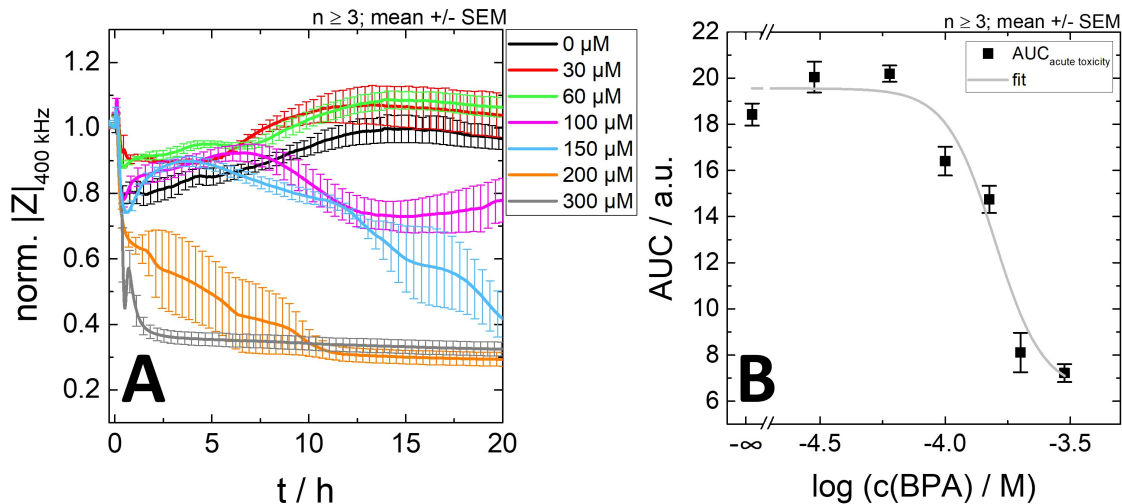 n ≥ 3; mean +/- SEM
norm. |Z|400 kHz
1.2
1.0
0.8
0.6
0.4
0.2
0 µM
30 µM
60 µM
100 µM
150 µM
200 µM
300 µM
A
0 5 10 15 20
t / h
n ≥ 3; mean +/- SEM
AUC / a.u.
22
20
18
16
14
12
10
8
6
AUCacute toxicity
fit
B
-∞ -4.5 -4.0 -3.5
log (c(BPA) / M)